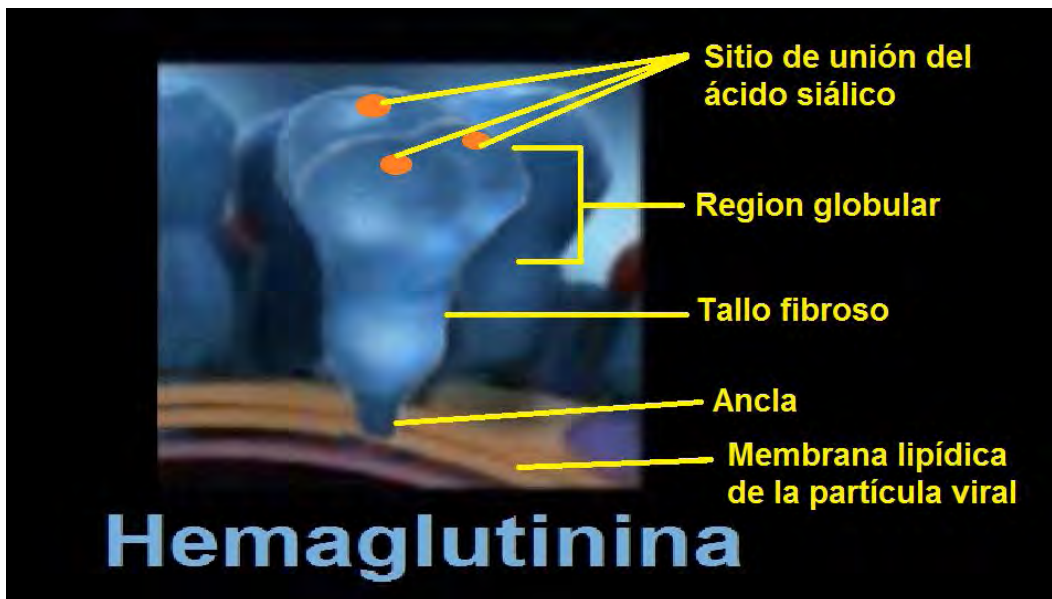 Sitio de unión del
ácido siálico
Region globular
Tallo fibroso
Ancla
Membrana lipídica
de la partícula viral
Hemaglutinina